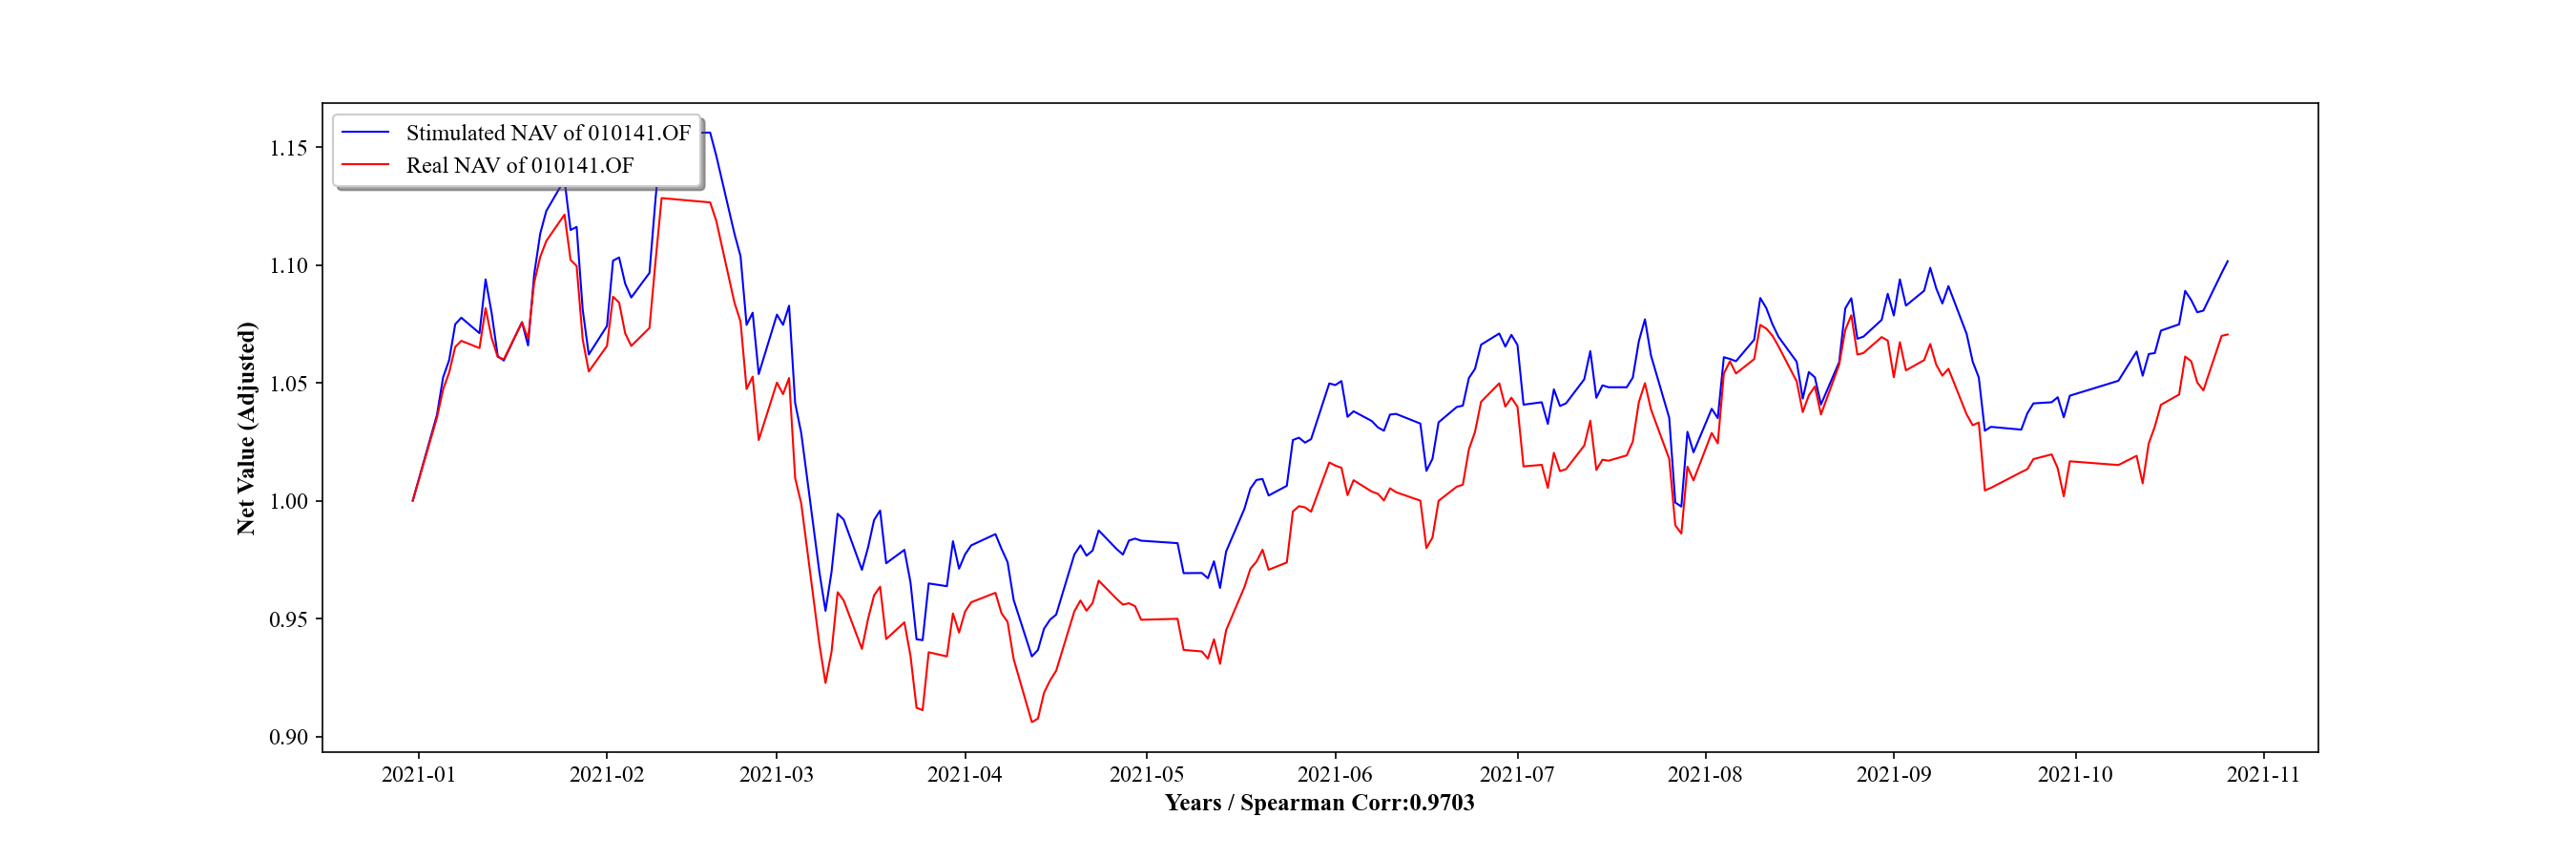 Stimulated NAV of 010141.OF
Real NAV of 010141.OF
1.15
1.10
1.05
1.00
0.95
0.90
Net Value (Adjusted)
2021-01 2021-02 2021-03 2021-04 2021-05 2021-06 2021-07 2021-08 2021-09 2021-10 2021-11
Years / Spearman Corr:0.9703